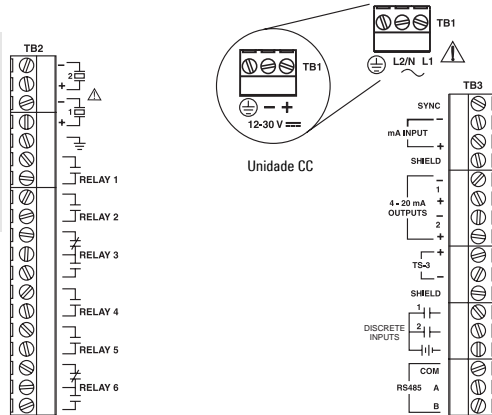 TB1
L2/N L1
TB2
TB1
TB3
- +
12-30 V
Unidade CC
-
2
+
-
1
+
RELAY 1
RELAY 2
RELAY 3
RELAY 4
RELAY 5
RELAY 6
SYNC
-
mA INPUT
+
SHIELD
-
1
4 - 20 mA +
OUTPUTS -
2
+
+
TS-3
-
SHIELD
1
DISCRETE 2
INPUTS
COM
RS485 A
B